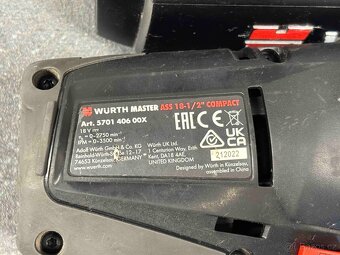 WÜRTH MASTER ASS 18-1/2" COMPACT
Art. 5701 406 00X
18 V
n₀ = 0-2750 min⁻¹
IPM = 0-3500 min⁻¹
Adolf Würth GmbH & Co. KG
Reinhold-Würth-Str. 12-17
74653 Künzelsau,
GERMANY
www.wuerth.com
Würth UK Ltd.
1 Centurion Way, Erith
Kent, DA18 4AE,
UNITED KINGDOM
EAC CE
UK
CA
212022
Designed by Würth in Künzelsau,
assembled in China